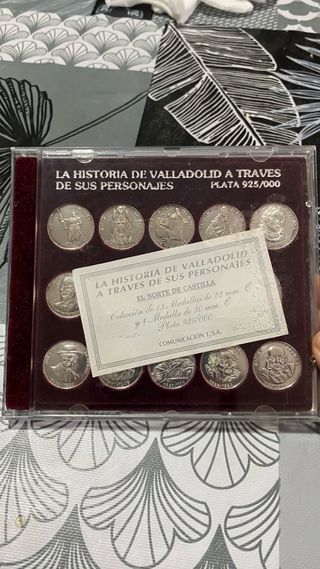 LA HISTORIA DE VALLADOLID A TRAVES
DE SUS PERSONAJES PLATA 925/000
LA HISTORIA DE VALLADOLID
A TRAVES DE SUS PERSONAJES
EL NORTE DE CASTILLA
Colección de 15 Medallas de 22 mm.
y 1 Medalla de 30 mm.
Plata 925/000
COMUNICACION 1, S.A.